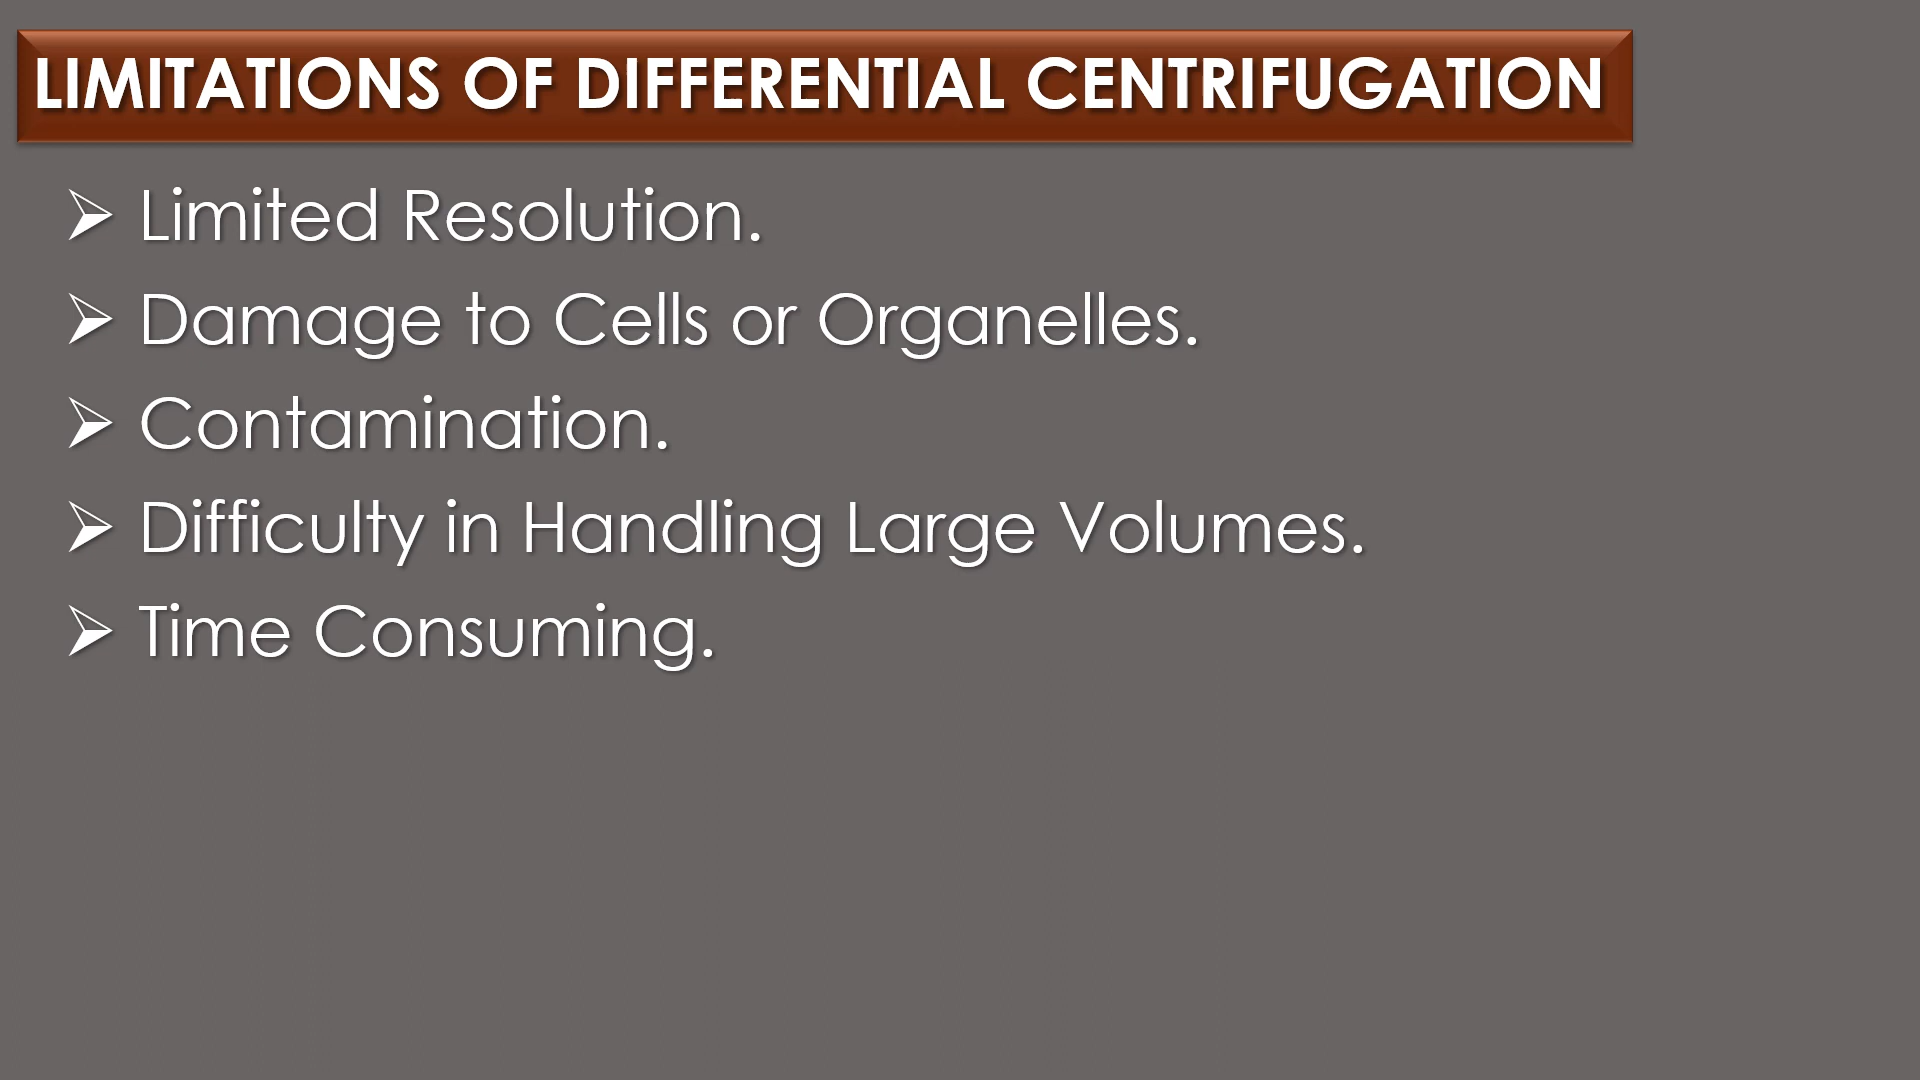 LIMITATIONS OF DIFFERENTIAL CENTRIFUGATION
➢ Limited Resolution.
➢ Damage to Cells or Organelles.
➢ Contamination.
➢ Difficulty in Handling Large Volumes.
➢ Time Consuming.